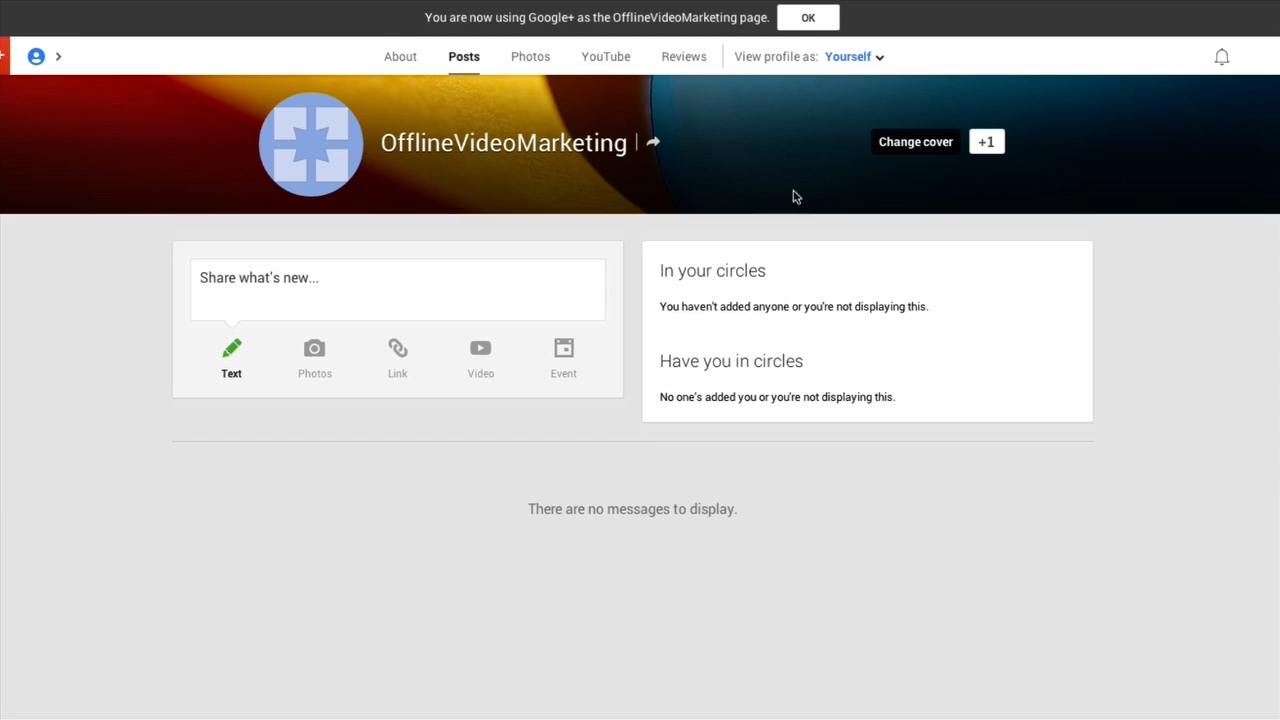 You are now using Google+ as the OfflineVideoMarketing page. OK
+ About Posts Photos YouTube Reviews View profile as: Yourself
OfflineVideoMarketing Change cover +1
Share what's new...
Text Photos Link Video Event
In your circles
You haven't added anyone or you're not displaying this.
Have you in circles
No one's added you or you're not displaying this.
There are no messages to display.